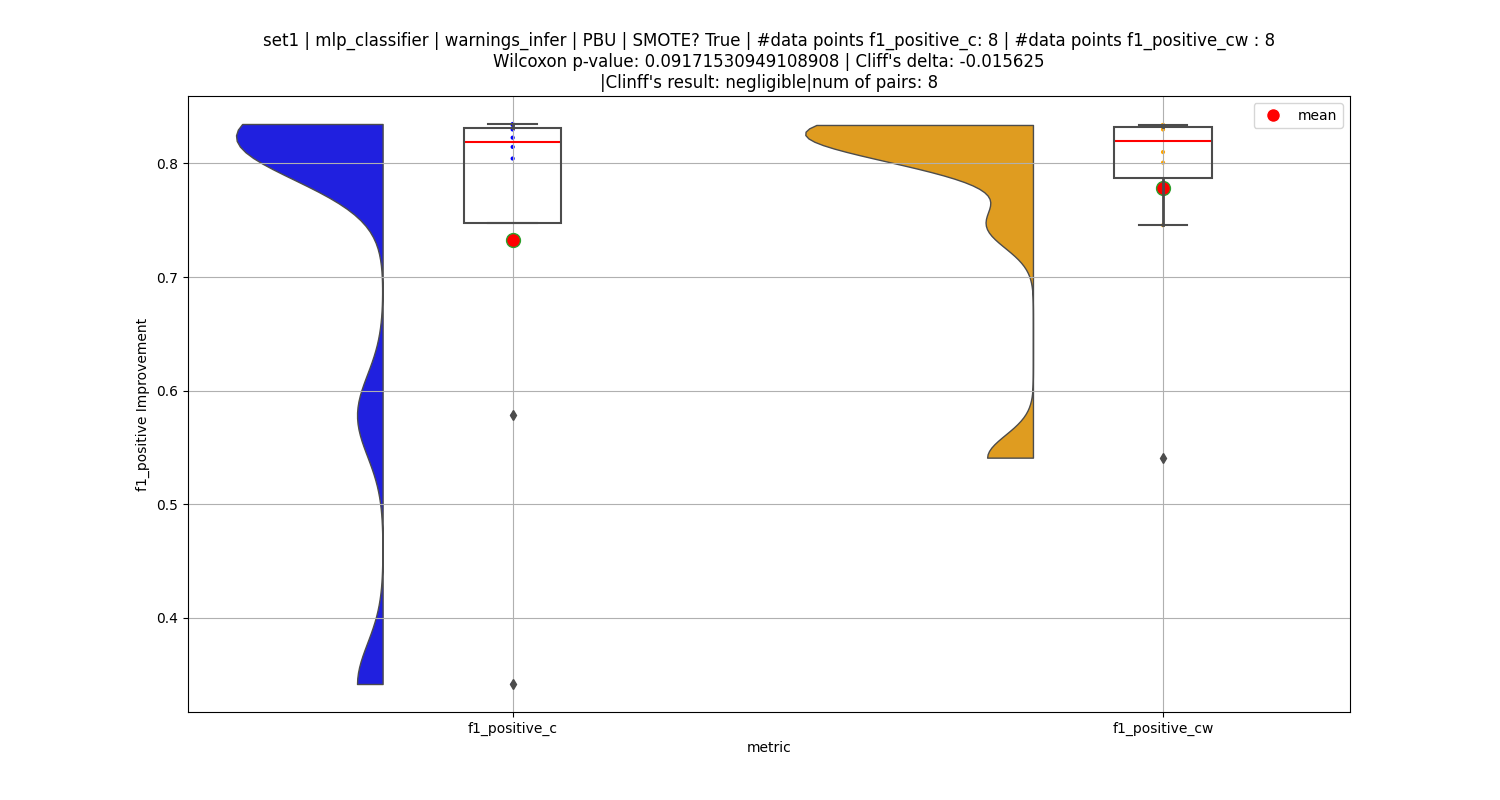 set1 | mlp_classifier | warnings_infer | PBU | SMOTE? True | #data points f1_positive_c: 8 | #data points f1_positive_cw : 8
Wilcoxon p-value: 0.09171530949108908 | Cliff's delta: -0.015625
|Clinff's result: negligible|num of pairs: 8
mean
0.8
0.7
0.6
0.5
0.4
f1_positive Improvement
f1_positive_c
f1_positive_cw
metric